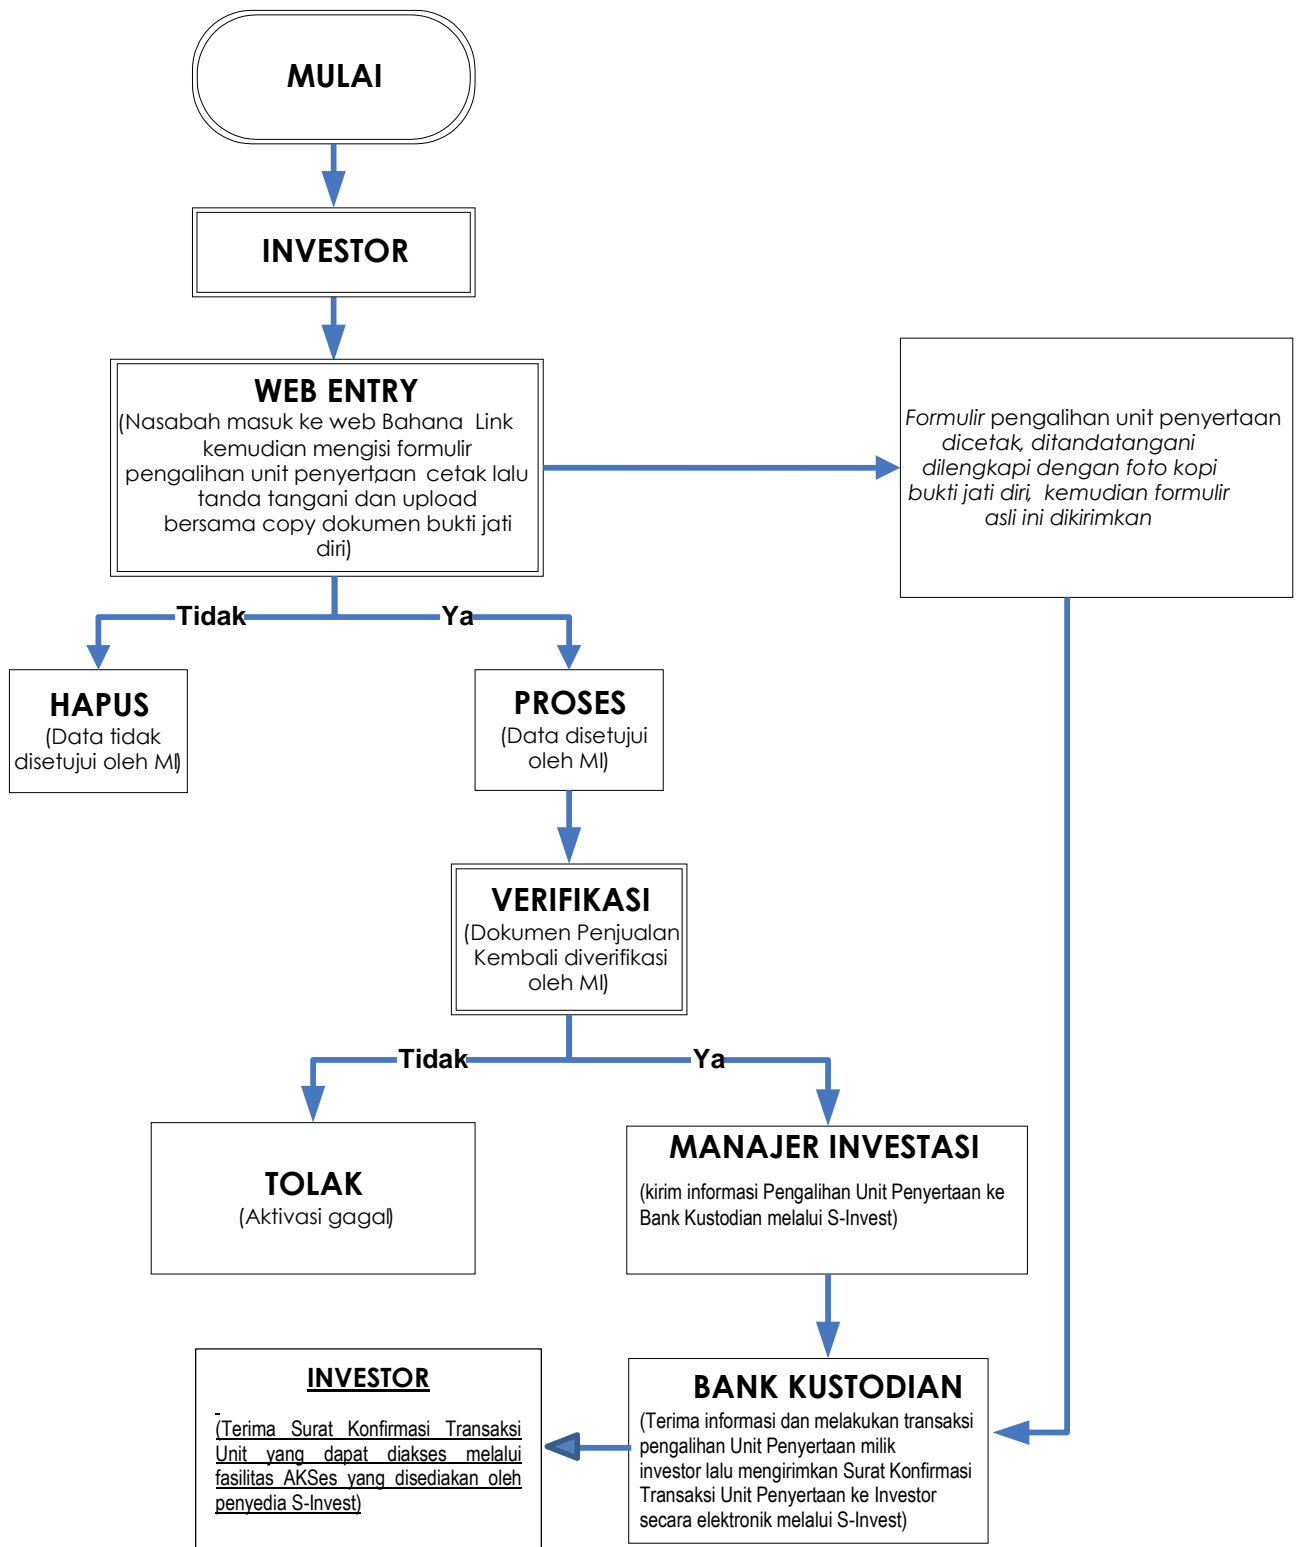 MULAI
INVESTOR
WEB ENTRY
(Nasabah masuk ke web Bahana Link
kemudian mengisi formulir
pengalihan unit penyertaan, cetak lalu
tanda tangani dan upload
bersama copy dokumen bukti jati
diri)
Formulir pengalihan unit penyertaan
dicetak, ditandatangani
dilengkapi dengan foto kopi
bukti jati diri, kemudian formulir
asli ini dikirimkan
Tidak
Ya
HAPUS
(Data tidak
disetujui oleh MI)
PROSES
(Data disetujui
oleh MI)
VERIFIKASI
(Dokumen Penjualan
Kembali diverifikasi
oleh MI)
Tidak
Ya
TOLAK
(Aktivasi gagal)
MANAJER INVESTASI
(kirim informasi Pengalihan Unit Penyertaan ke
Bank Kustodian melalui S-Invest)
INVESTOR
(Terima Surat Konfirmasi Transaksi
Unit yang dapat diakses melalui
fasilitas AKSes yang disediakan oleh
penyedia S-Invest)
BANK KUSTODIAN
(Terima informasi dan melakukan transaksi
pengalihan Unit Penyertaan milik
investor lalu mengirimkan Surat Konfirmasi
Transaksi Unit Penyertaan ke Investor
secara elektronik melalui S-Invest)